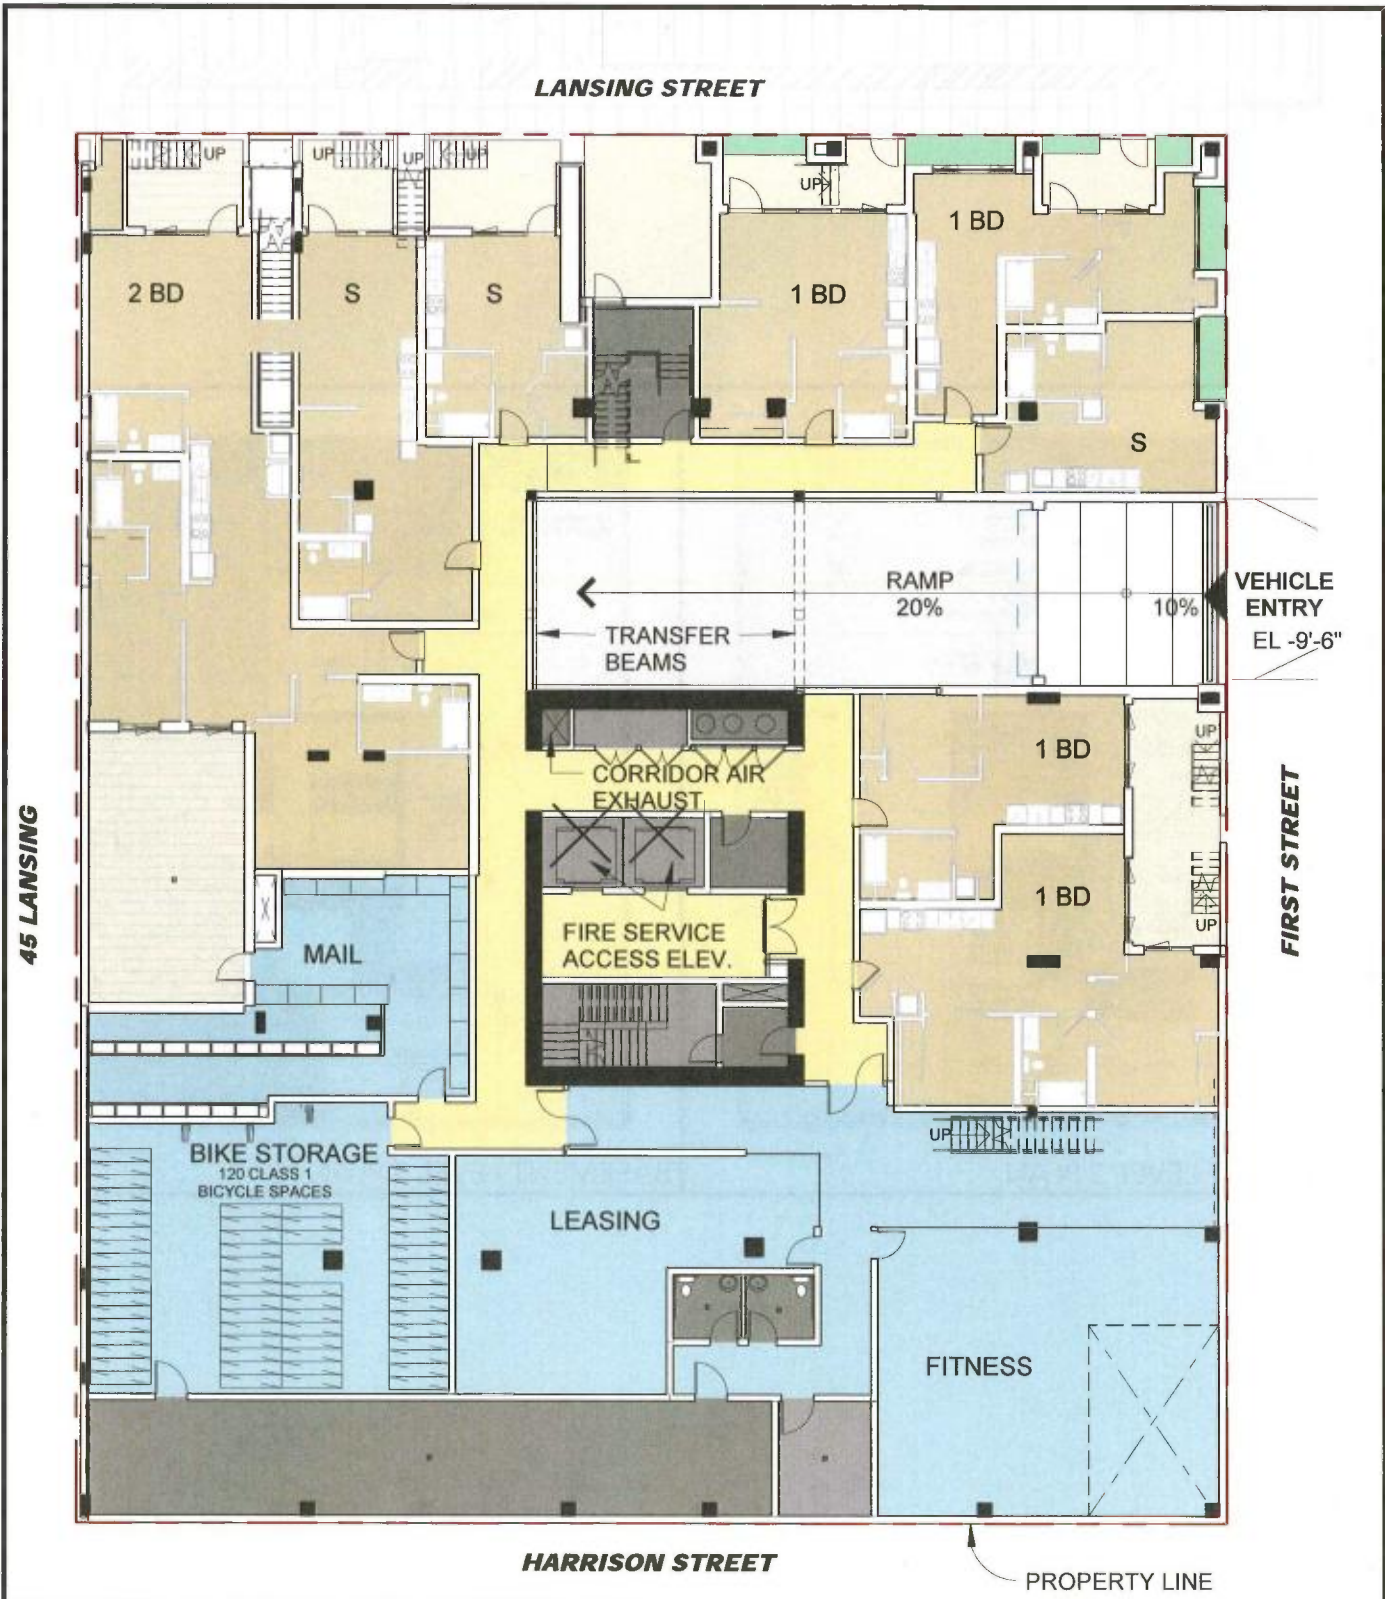 LANSING STREET
UP
UP
UP
UP
UP
2 BD
S
S
1 BD
1 BD
S
RAMP
20%
10%
VEHICLE
ENTRY
EL -9'-6"
TRANSFER
BEAMS
CORRIDOR AIR
EXHAUST
1 BD
UP
1 BD
UP
FIRE SERVICE
ACCESS ELEV.
45 LANSING
FIRST STREET
MAIL
UP
BIKE STORAGE
120 CLASS 1
BICYCLE SPACES
LEASING
FITNESS
HARRISON STREET
PROPERTY LINE